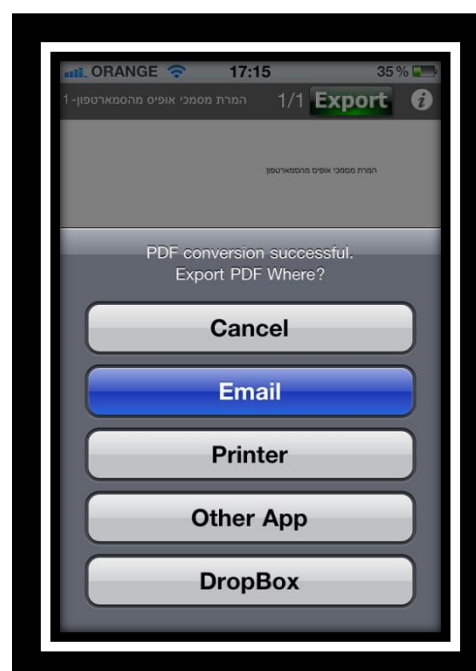 ORANGE 17:15 35%
המרת מסמכי אופיס מהסמארטפון- 1 1/1 Export i
המרת מסמכי אופיס מהסמארטפון
PDF conversion successful.
Export PDF Where?
Cancel
Email
Printer
Other App
DropBox